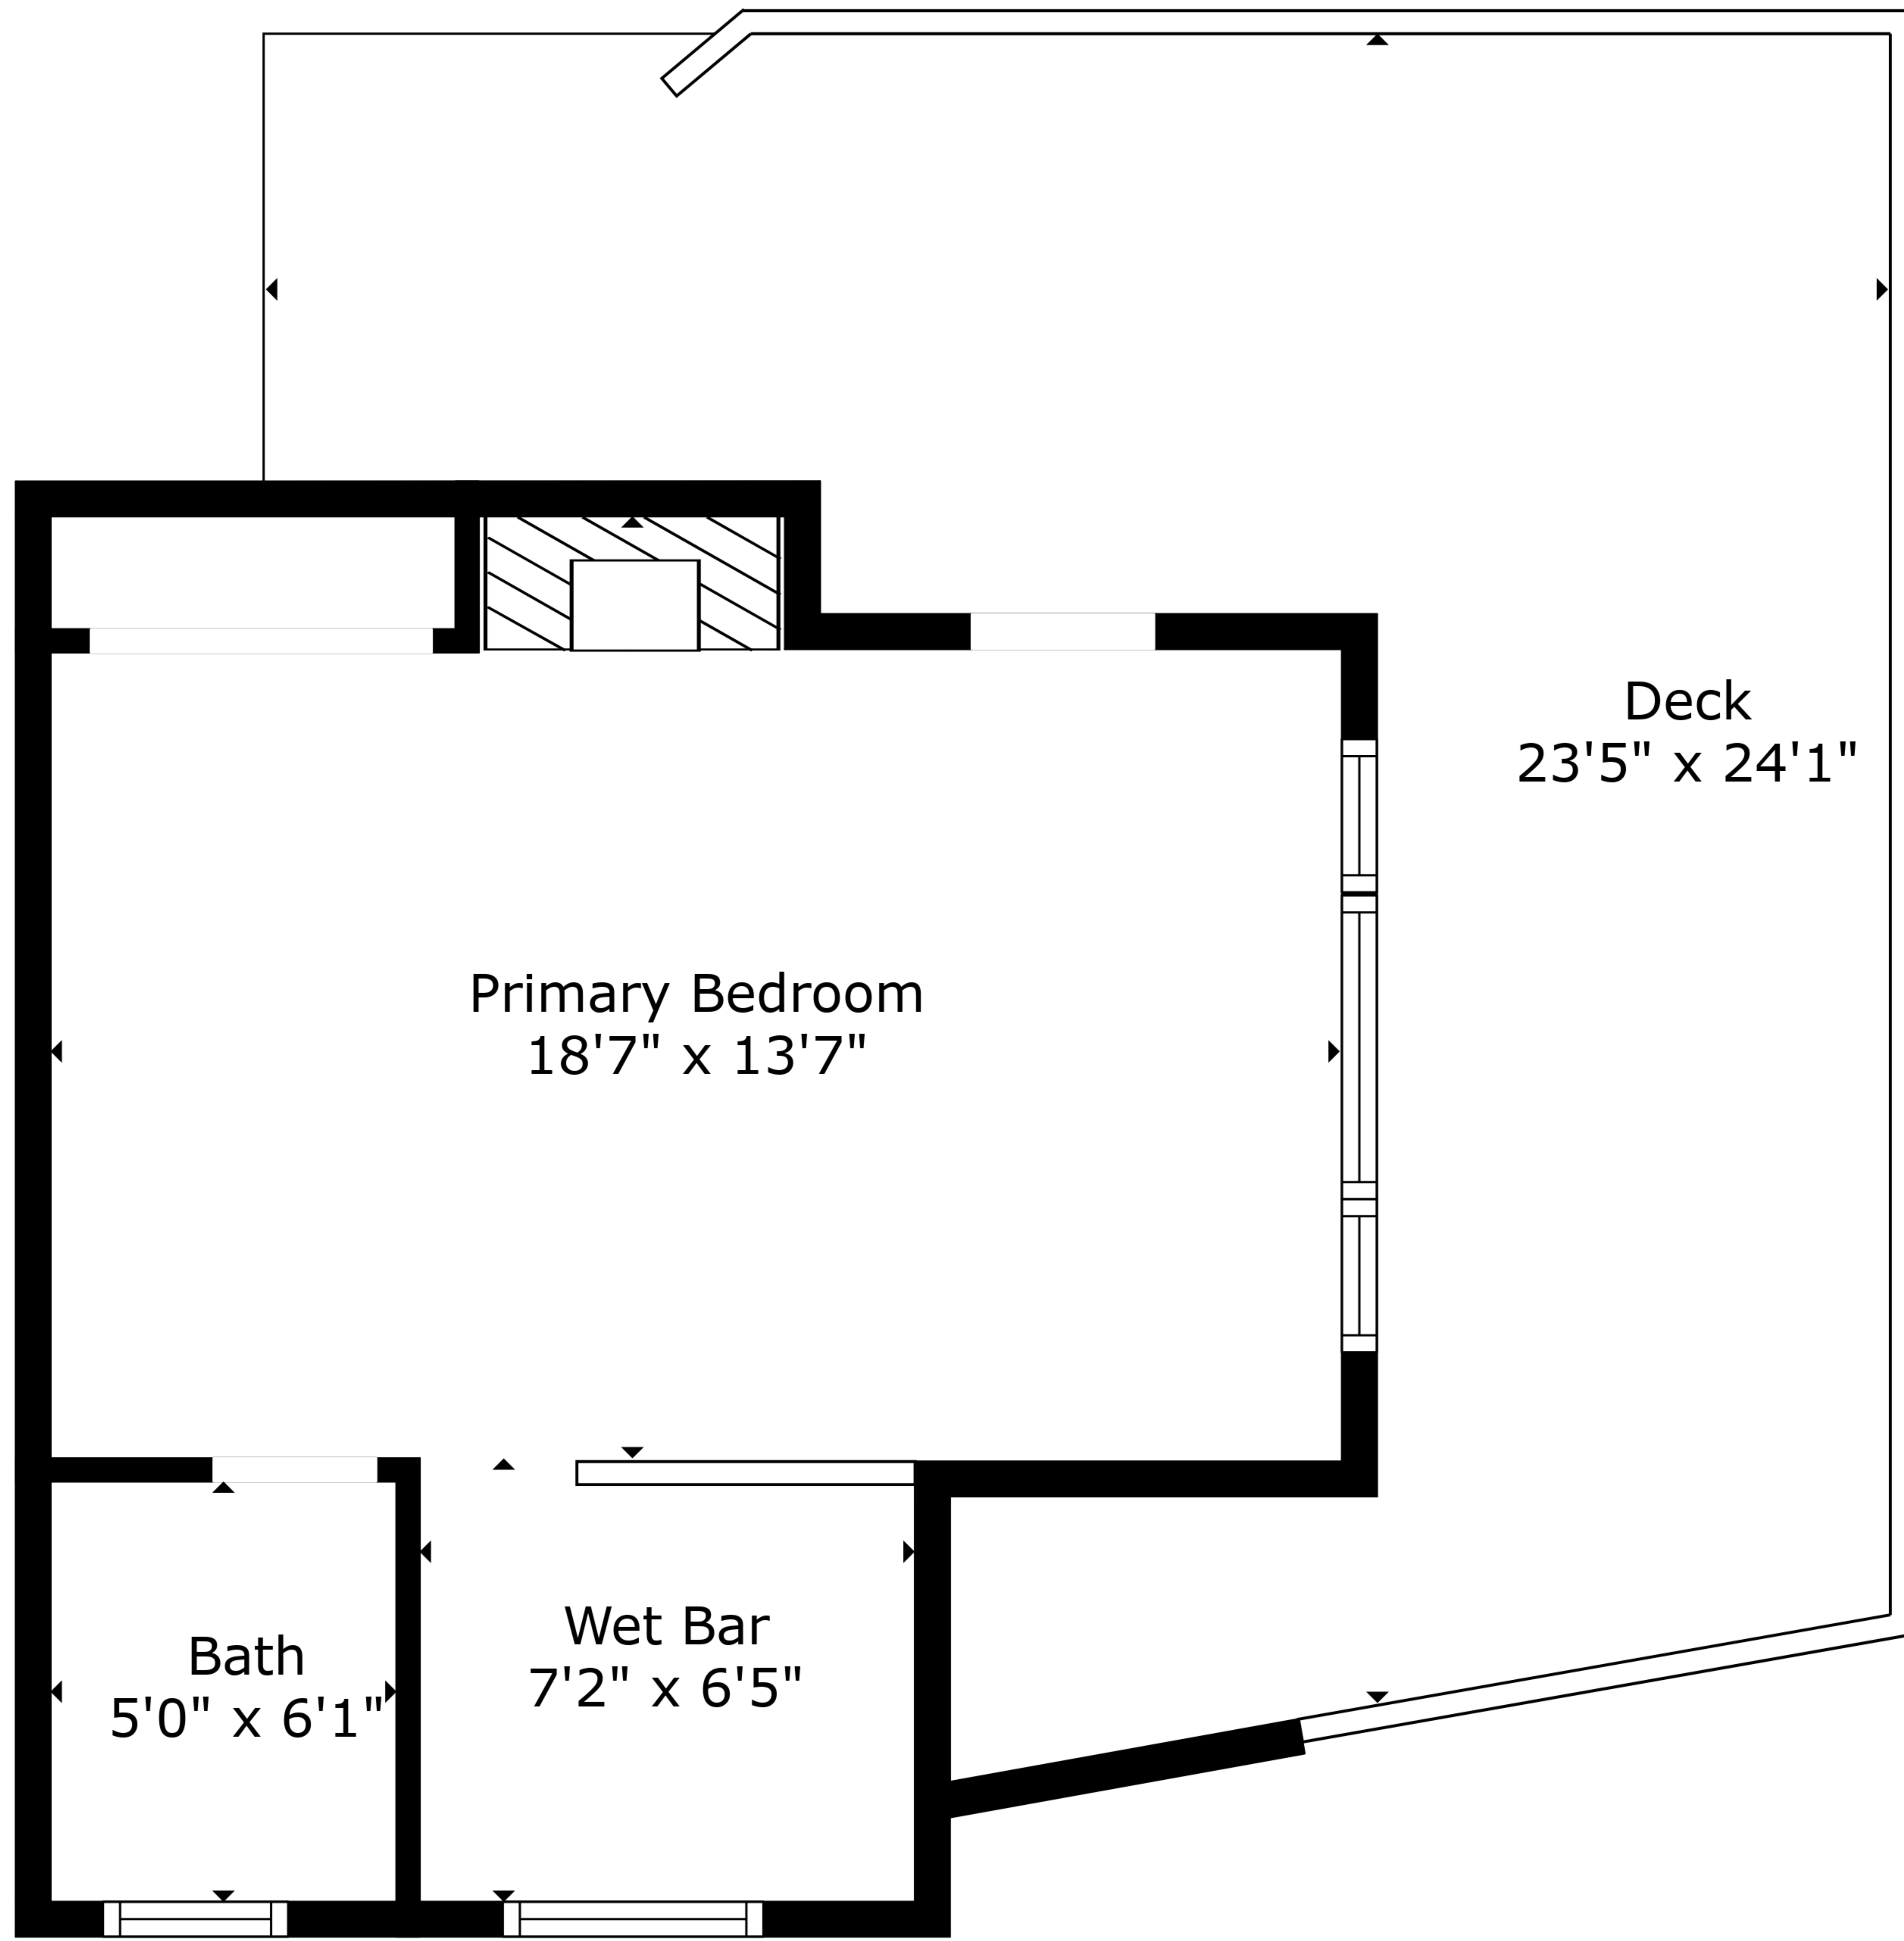 Deck
23'5" x 24'1"
Primary Bedroom
18'7" x 13'7"
Wet Bar
7'2" x 6'5"
Bath
5'0" x 6'1"